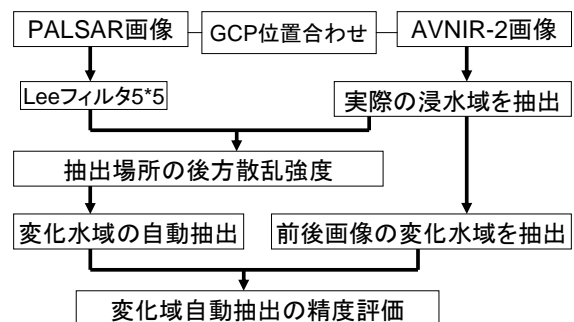 PALSAR画像
GCP位置合わせ
AVNIR-2画像
Leeフィルタ5*5
実際の浸水域を抽出
抽出場所の後方散乱強度
変化水域の自動抽出
前後画像の変化水域を抽出
変化域自動抽出の精度評価